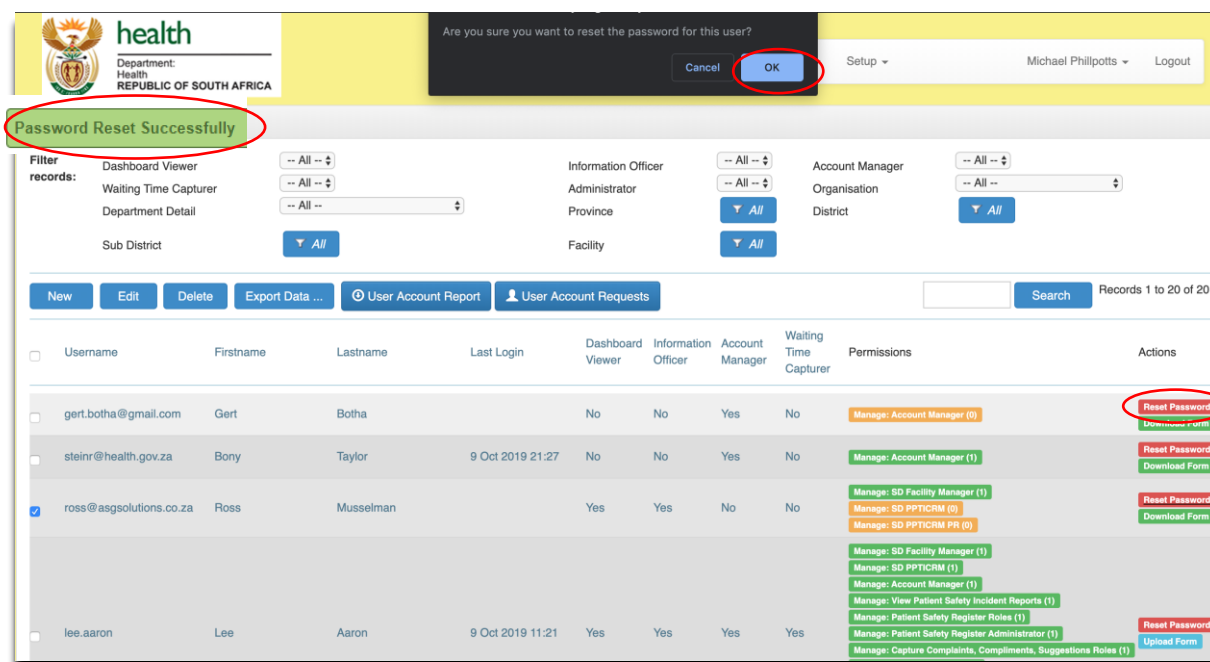 health
Department:
Health
REPUBLIC OF SOUTH AFRICA
Are you sure you want to reset the password for this user?
Cancel OK
Setup Michael Phillpotts Logout
Password Reset Successfully
Filter records:
Dashboard Viewer -- All -- Information Officer -- All -- Account Manager -- All --
Waiting Time Capturer -- All -- Administrator -- All -- Organisation -- All --
Department Detail -- All -- Province All District All
Sub District All Facility All
New Edit Delete Export Data ... User Account Report User Account Requests Search Records 1 to 20 of 20
Username Firstname Lastname Last Login Dashboard Viewer Information Officer Account Manager Waiting Time Capturer Permissions Actions
gert.botha@gmail.com Gert Botha No No Yes No Manage: Account Manager (0) Reset Password
Download Form
steinr@health.gov.za Bony Taylor 9 Oct 2019 21:27 No No Yes No Manage: Account Manager (1) Reset Password
Download Form
ross@asgsolutions.co.za Ross Musselman Yes Yes No No
Manage: SD Facility Manager (1)
Manage: SD PPTICRM (0)
Manage: SD PPTICRM PR (0)
Reset Password
Download Form
lee.aaron Lee Aaron 9 Oct 2019 11:21 Yes Yes Yes Yes
Manage: SD Facility Manager (1)
Manage: SD PPTICRM (1)
Manage: Account Manager (1)
Manage: View Patient Safety Incident Reports (1)
Manage: Patient Safety Register Roles (1)
Manage: Patient Safety Register Administrator (1)
Manage: Capture Complaints, Compliments, Suggestions Roles (1)
Reset Password
Upload Form